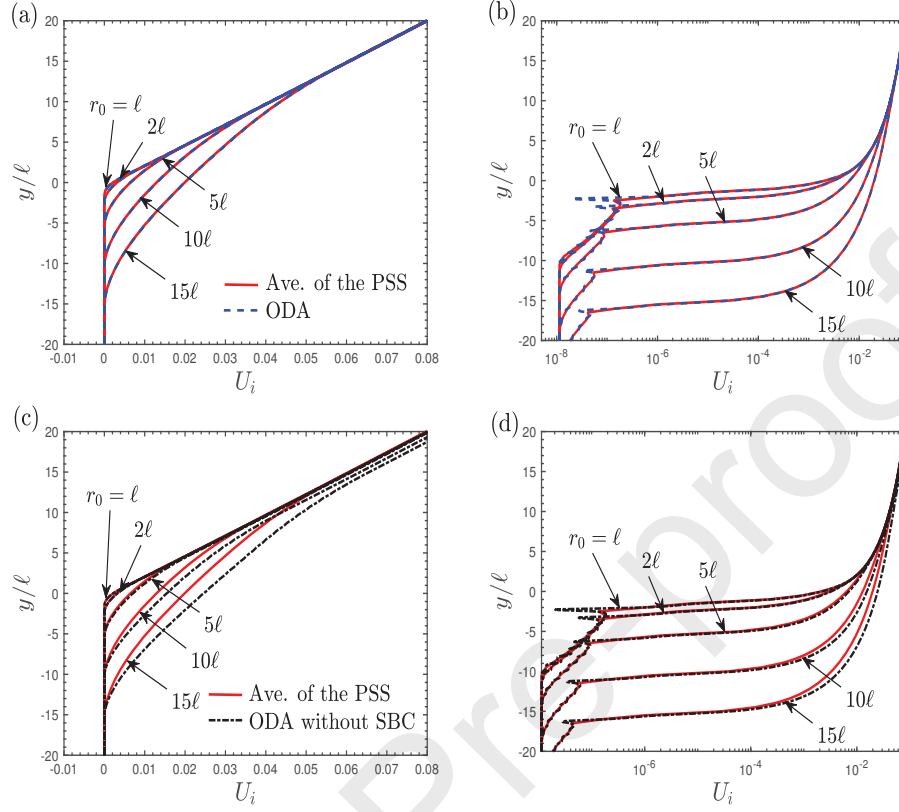 (a)
20
15
10
5
0
-5
-10
-15
-20
y/ℓ
r₀ = ℓ
2ℓ
5ℓ
10ℓ
15ℓ
Ave. of the PSS
ODA
-0.01 0 0.01 0.02 0.03 0.04 0.05 0.06 0.07 0.08
Uᵢ
(b)
20
15
10
5
0
-5
-10
-15
-20
y/ℓ
r₀ = ℓ
2ℓ
5ℓ
10ℓ
15ℓ
10⁻⁸ 10⁻⁶ 10⁻⁴ 10⁻²
Uᵢ
(c)
20
15
10
5
0
-5
-10
-15
-20
y/ℓ
r₀ = ℓ
2ℓ
5ℓ
10ℓ
15ℓ
Ave. of the PSS
ODA without SBC
-0.01 0 0.01 0.02 0.03 0.04 0.05 0.06 0.07 0.08
Uᵢ
(d)
20
15
10
5
0
-5
-10
-15
-20
y/ℓ
r₀ = ℓ
2ℓ
5ℓ
10ℓ
15ℓ
10⁻⁶ 10⁻⁴ 10⁻²
Uᵢ
Pre-proof